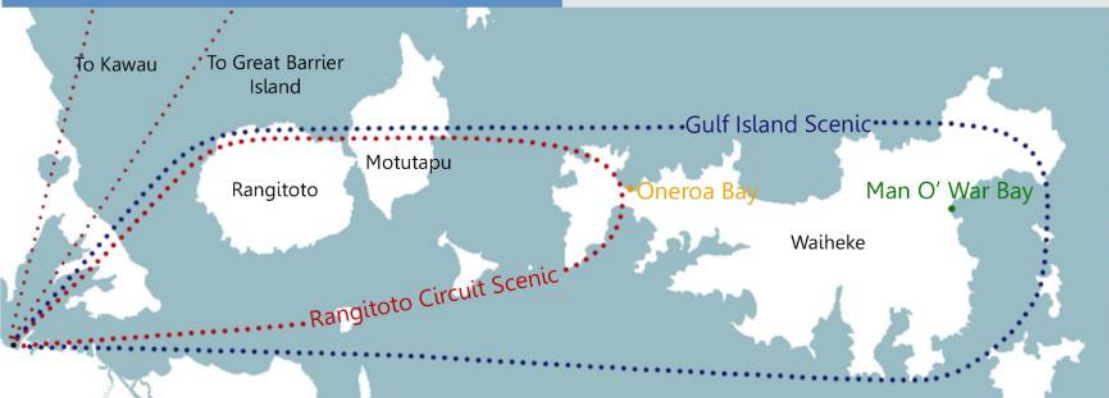 To Kawau
To Great Barrier
Island
Gulf Island Scenic
Motutapu
Rangitoto
Oneroa Bay
Man O' War Bay
Waiheke
Rangitoto Circuit Scenic